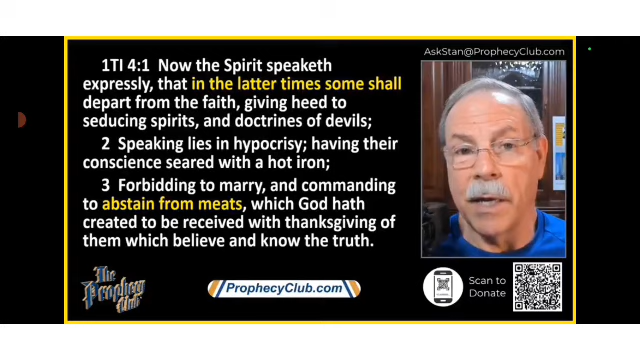 AskStan@ProphecyClub.com
1TI 4:1 Now the Spirit speaketh
expressly, that in the latter times some shall
depart from the faith, giving heed to
seducing spirits, and doctrines of devils;
2 Speaking lies in hypocrisy; having their
conscience seared with a hot iron;
3 Forbidding to marry, and commanding
to abstain from meats, which God hath
created to be received with thanksgiving of
them which believe and know the truth.
The
Prophecy
Club
ProphecyClub.com
Scan to
Donate